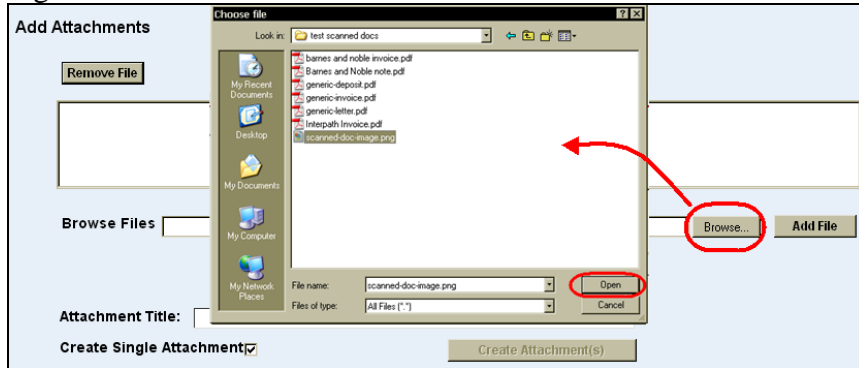 Add Attachments
Remove File
Choose file
Look in:
test scanned docs
My Recent
Documents
Desktop
My Documents
My Computer
My Network
Places
barnes and noble invoice.pdf
Barnes and Noble note.pdf
generic-deposit.pdf
generic-invoice.pdf
generic-letter.pdf
Interpath Invoice.pdf
scanned-doc-image.png
File name:
scanned-doc-image.png
Open
Files of type:
All Files (*.*)
Cancel
Browse Files
Browse...
Add File
Attachment Title:
Create Single Attachment
Create Attachment(s)